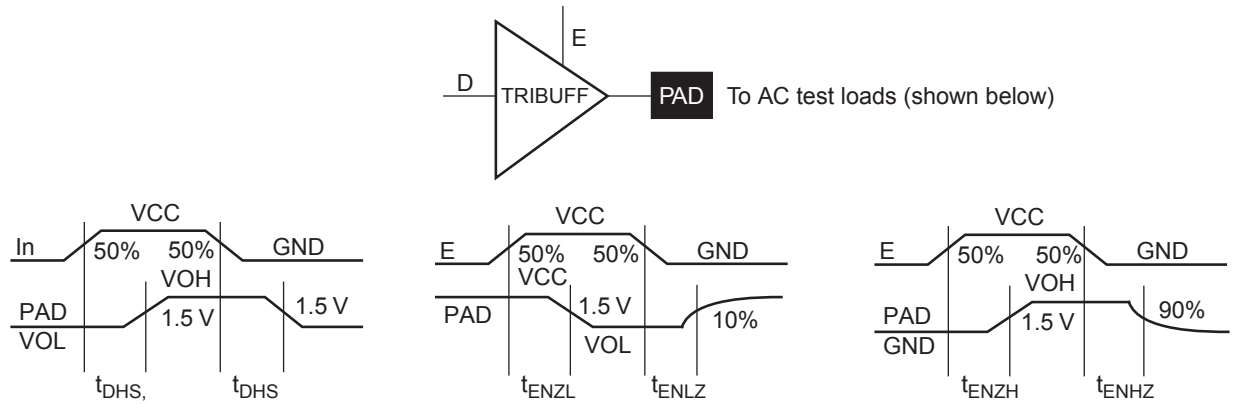 E
D
TRIBUFF
PAD
To AC test loads (shown below)
VCC
In
50%
50%
GND
PAD
VOL
VOH
1.5 V
1.5 V
tDHS,
tDHS
VCC
E
50%
50%
GND
VCC
PAD
1.5 V
VOL
10%
tENZL
tENLZ
VCC
E
50%
50%
GND
PAD
GND
VOH
1.5 V
90%
tENZH
tENHZ